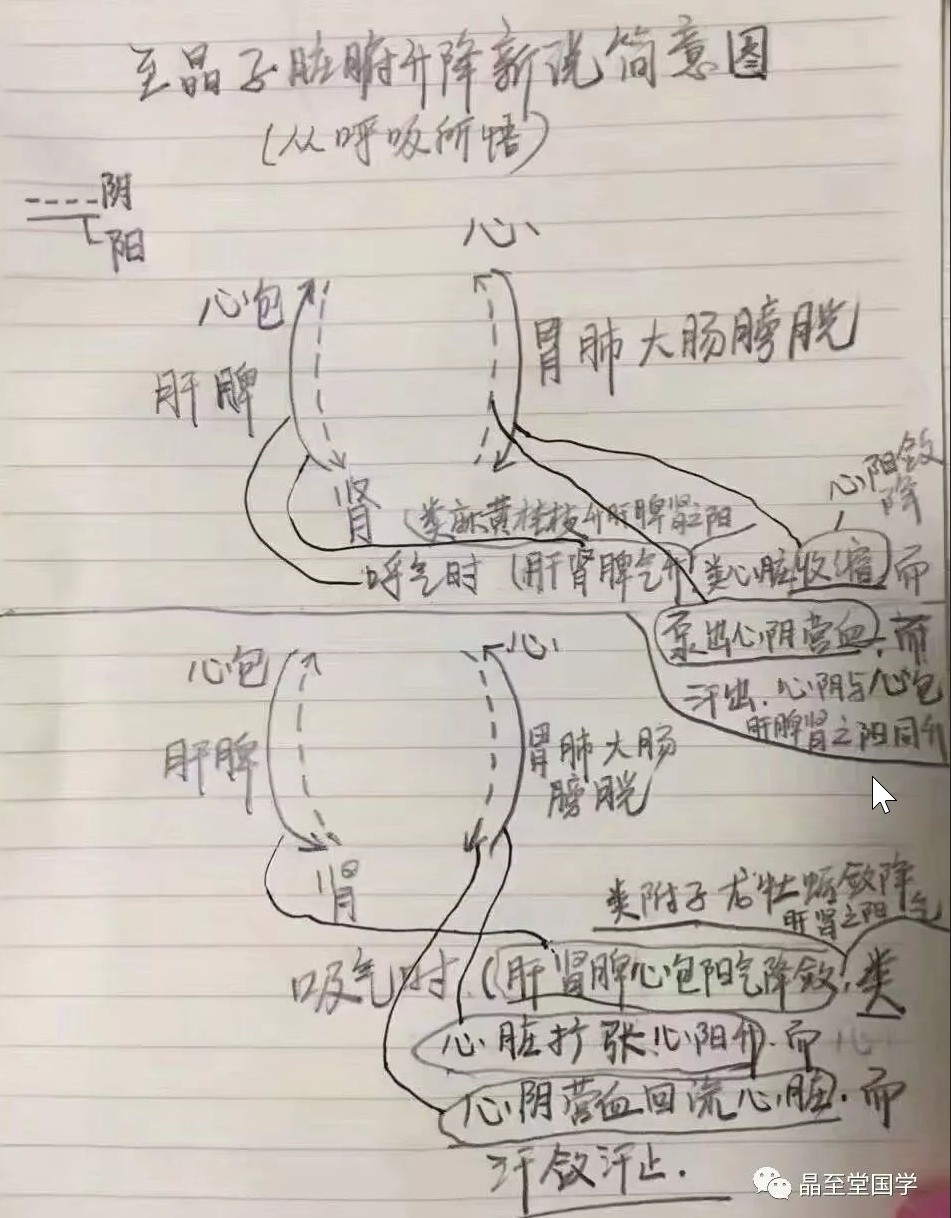 至晶子脏腑升降新说简意图
(从呼吸所悟)
阴
阳
心
心包
肝脾
胃肺大肠膀胱
肾
心阳敛
降
(类麻黄桂枝升肝脾肾之阳
呼气时(肝肾脾气升,类心脏收缩)而
泵出心阴营血,而
汗出.心阴与心包
肝脾肾之阳同升
心
心包
肝脾
胃肺大肠
膀胱
肾
类附子龙牡蛎敛降
肝肾之阳气
吸气时.(肝肾脾心包阳气降敛,类
心脏扩张.心阳升).而心
心阴营血回流心脏.而
汗敛汗止.
晶至堂国学